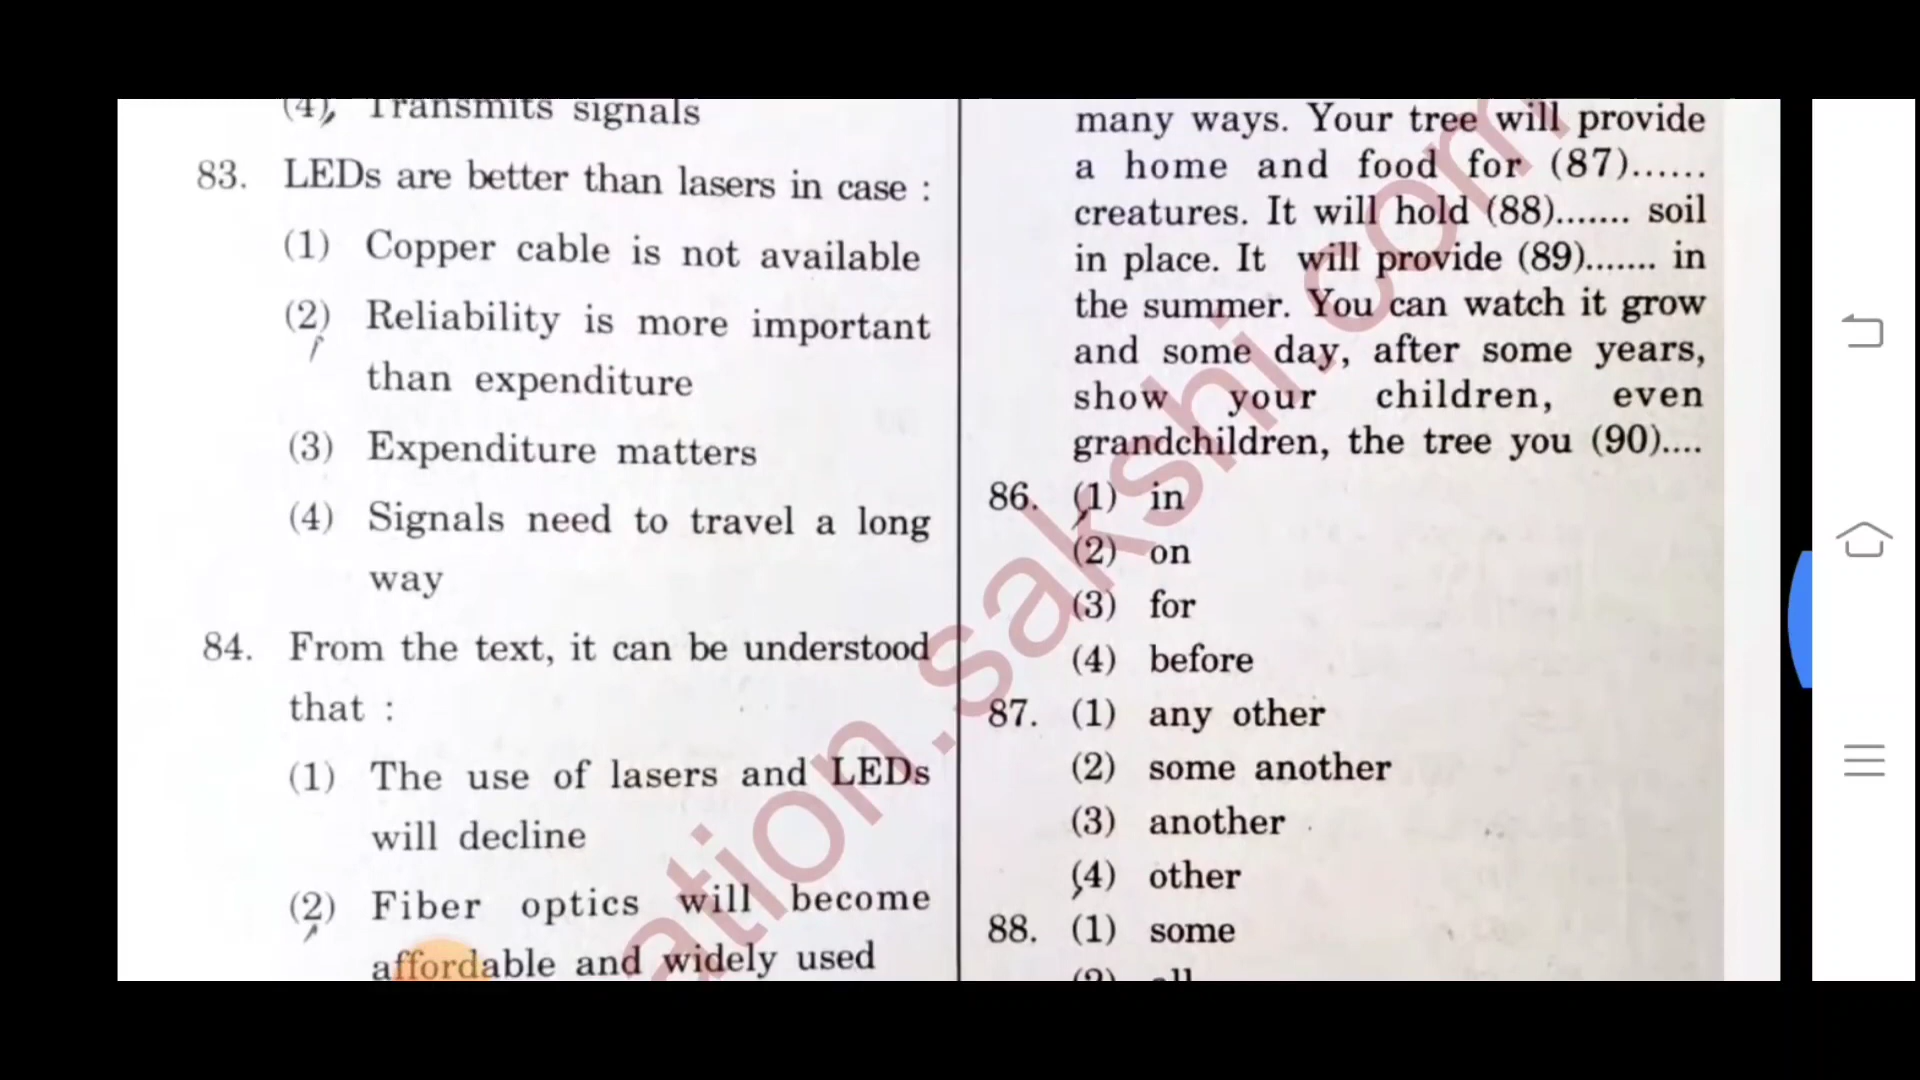 (4) Transmits signals
83. LEDs are better than lasers in case :
(1) Copper cable is not available
(2) Reliability is more important
than expenditure
(3) Expenditure matters
(4) Signals need to travel a long
way
84. From the text, it can be understood
that :
(1) The use of lasers and LEDs
will decline
(2) Fiber optics will become
affordable and widely used
many ways. Your tree will provide
a home and food for (87)......
creatures. It will hold (88)....... soil
in place. It will provide (89)....... in
the summer. You can watch it grow
and some day, after some years,
show your children, even
grandchildren, the tree you (90)....
86. (1) in
(2) on
(3) for
(4) before
87. (1) any other
(2) some another
(3) another
(4) other
88. (1) some
ation.sakshi.com